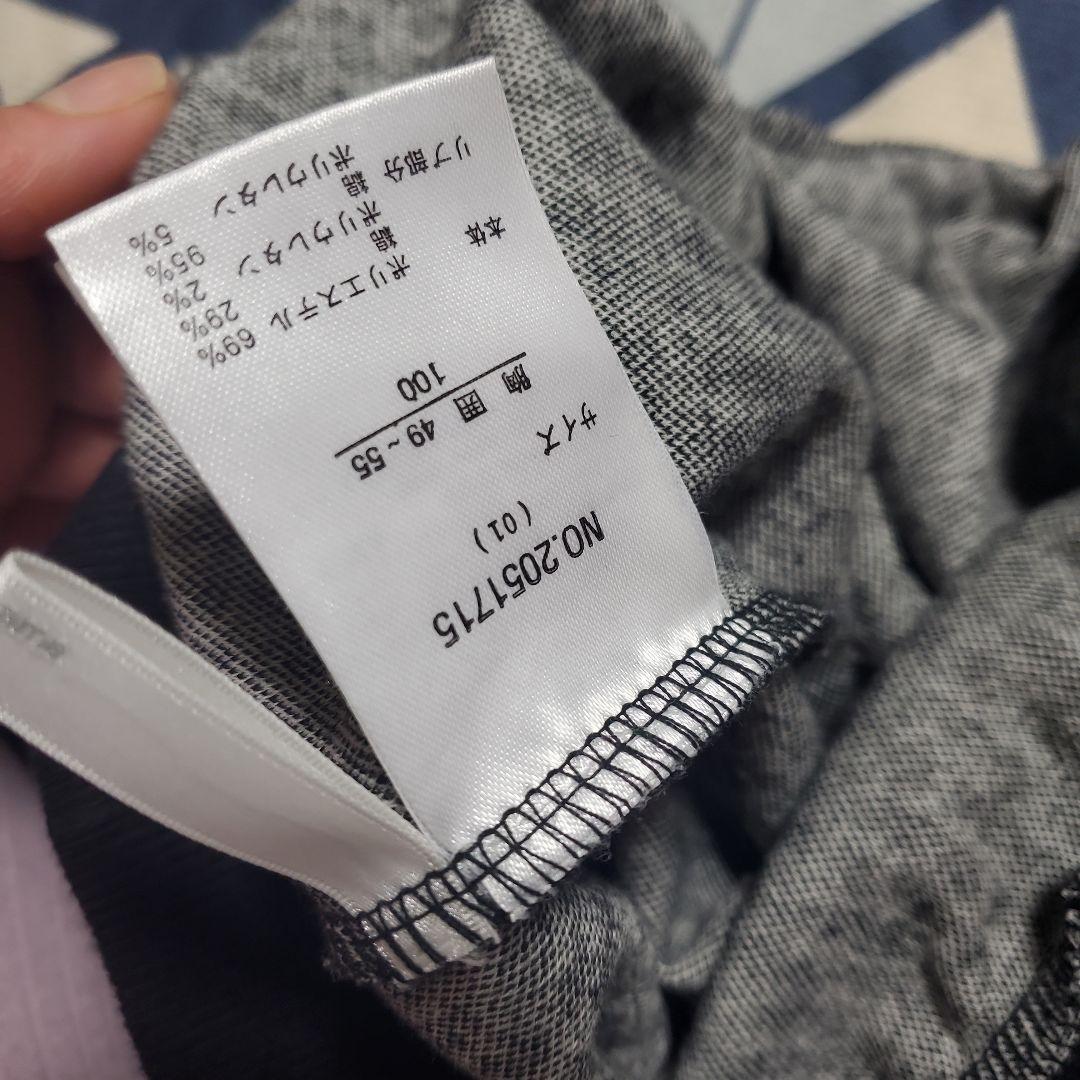 NO.2051715
(01)
サイズ
胸囲 49~55
100
本体
ポリエステル 69%
綿 29%
ポリウレタン 2%
リブ部分
綿 95%
ポリウレタン 5%